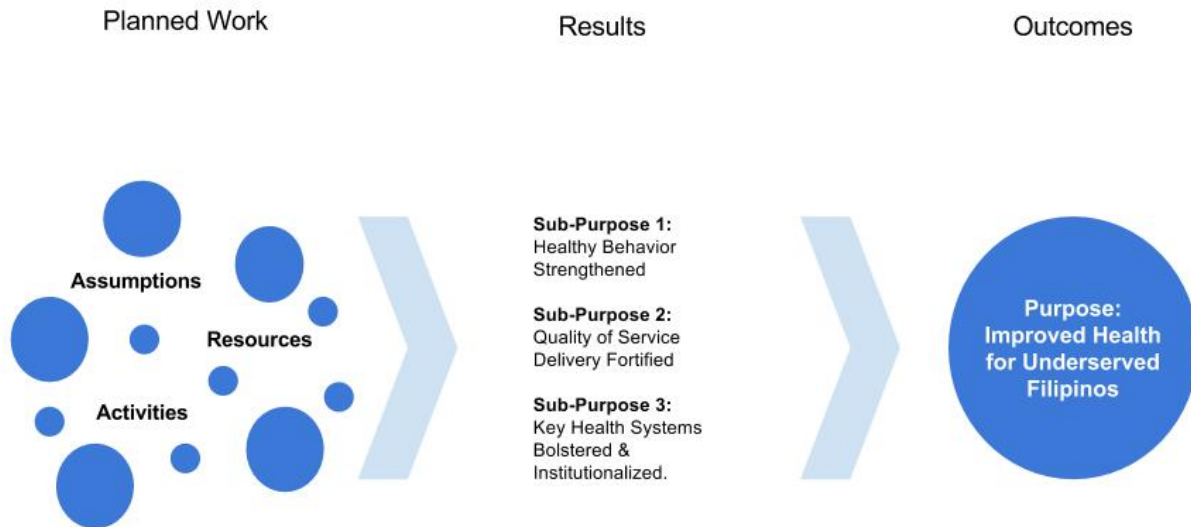 Planned Work
Results
Outcomes
Assumptions
Resources
Activities
Sub-Purpose 1:
Healthy Behavior
Strengthened
Sub-Purpose 2:
Quality of Service
Delivery Fortified
Sub-Purpose 3:
Key Health Systems
Bolstered &
Institutionalized.
Purpose:
Improved Health
for Underserved
Filipinos